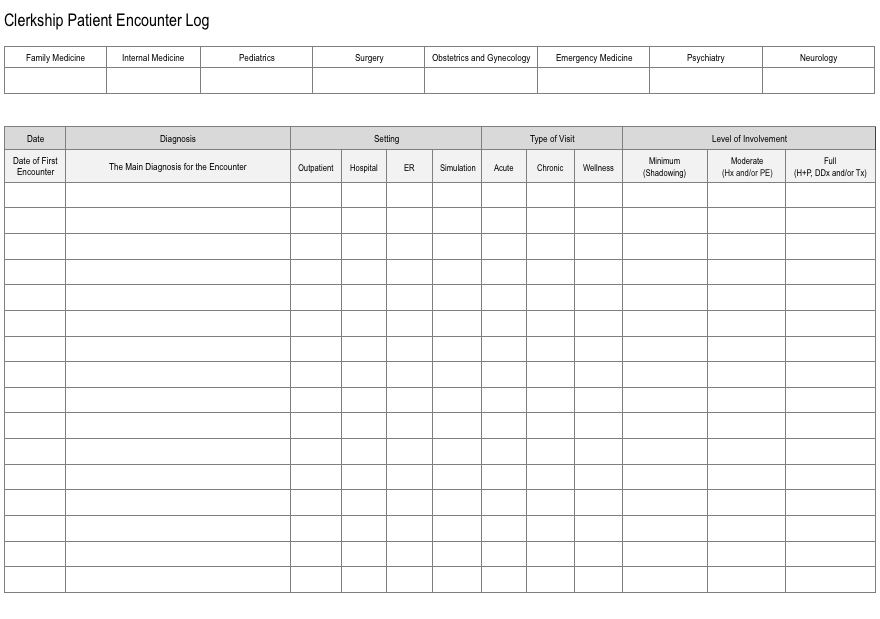 Clerkship Patient Encounter Log
Family Medicine Internal Medicine Pediatrics Surgery Obstetrics and Gynecology Emergency Medicine Psychiatry Neurology
Date Diagnosis Setting Type of Visit Level of Involvement
Date of First
Encounter
The Main Diagnosis for the Encounter
Outpatient Hospital ER Simulation Acute Chronic Wellness
Minimum
(Shadowing)
Moderate
(Hx and/or PE)
Full
(H+P, DDx and/or Tx)